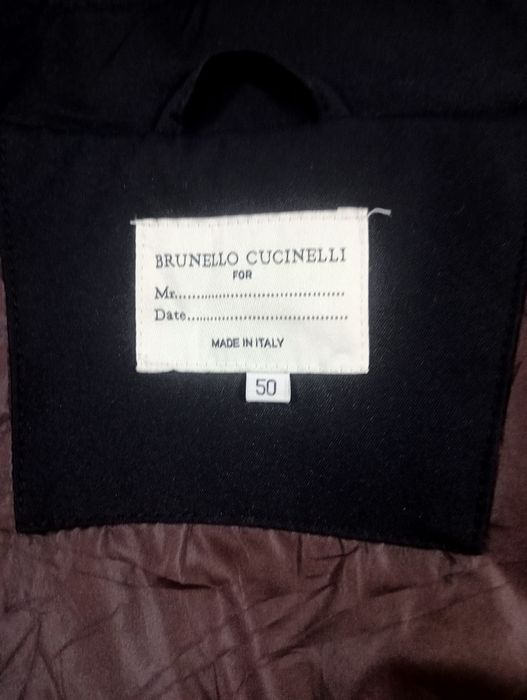 BRUNELLO CUCINELLI
FOR
Mr.......................................
Date.....................................
MADE IN ITALY
50